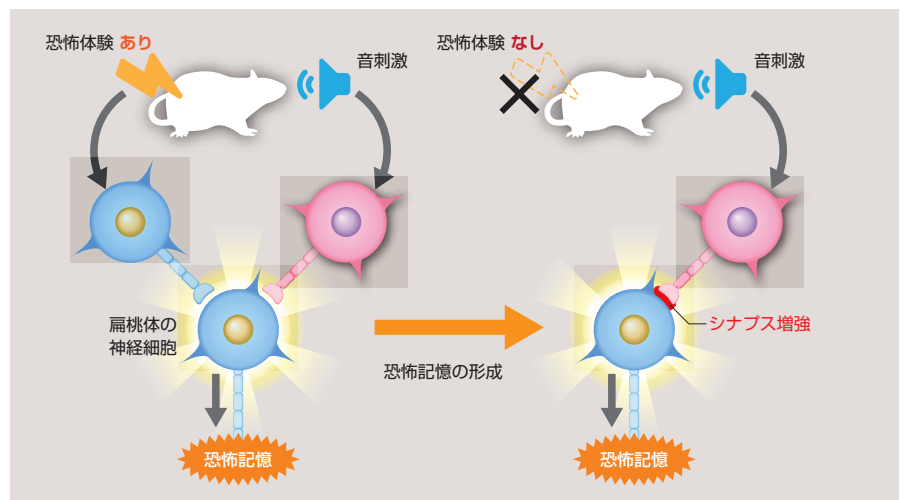 恐怖体験 あり
音刺激
扁桃体の
神経細胞
恐怖記憶
恐怖記憶の形成
恐怖体験 なし
音刺激
シナプス増強
恐怖記憶